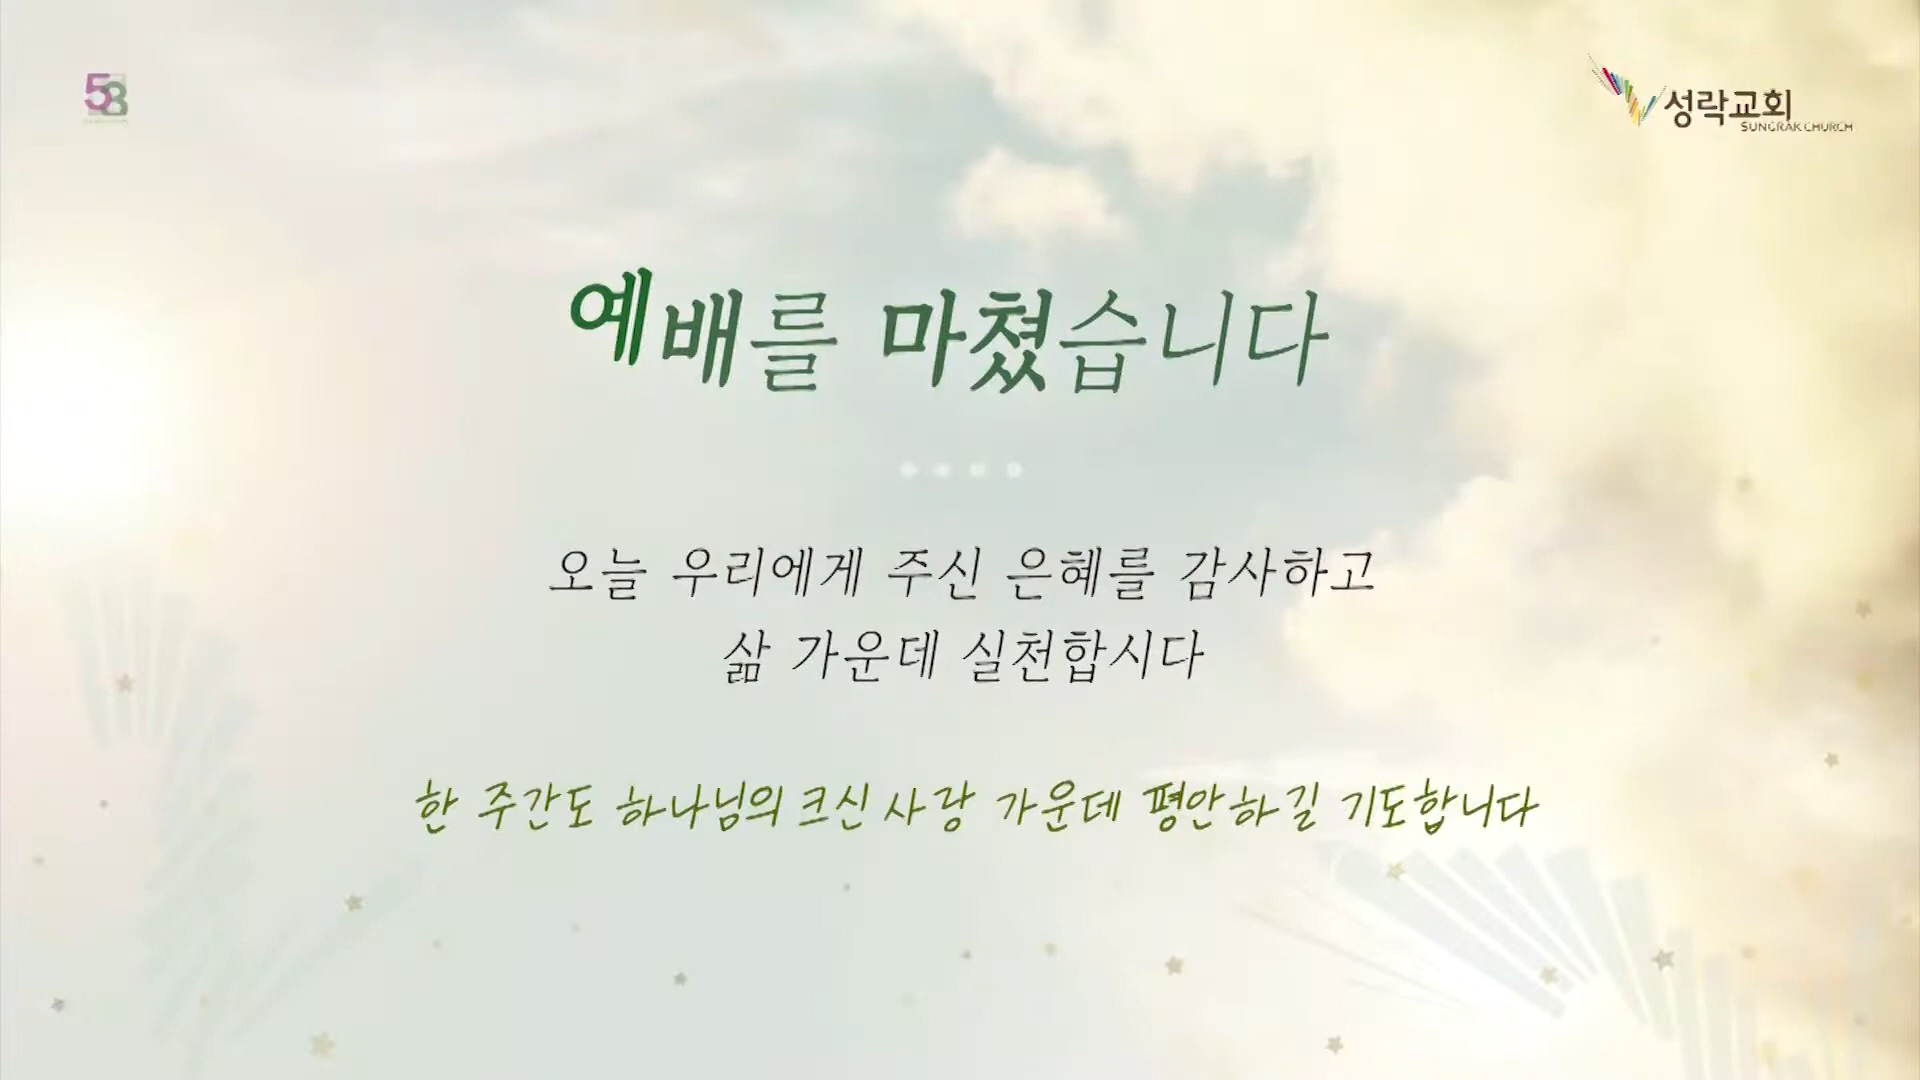 58
성락교회
SUNGRAK CHURCH
예배를 마쳤습니다
오늘 우리에게 주신 은혜를 감사하고
삶 가운데 실천합시다
한 주간도 하나님의 크신 사랑 가운데 평안하길 기도합니다